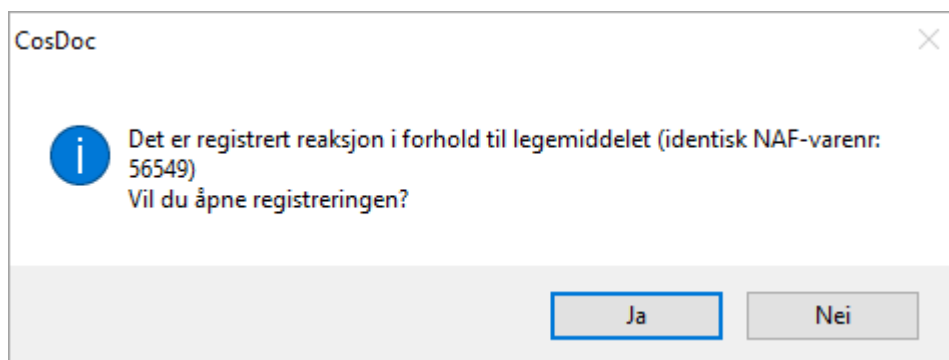 CosDoc
Det er registrert reaksjon i forhold til legemiddelet (identisk NAF-varenr:
56549)
Vil du åpne registreringen?
Ja
Nei